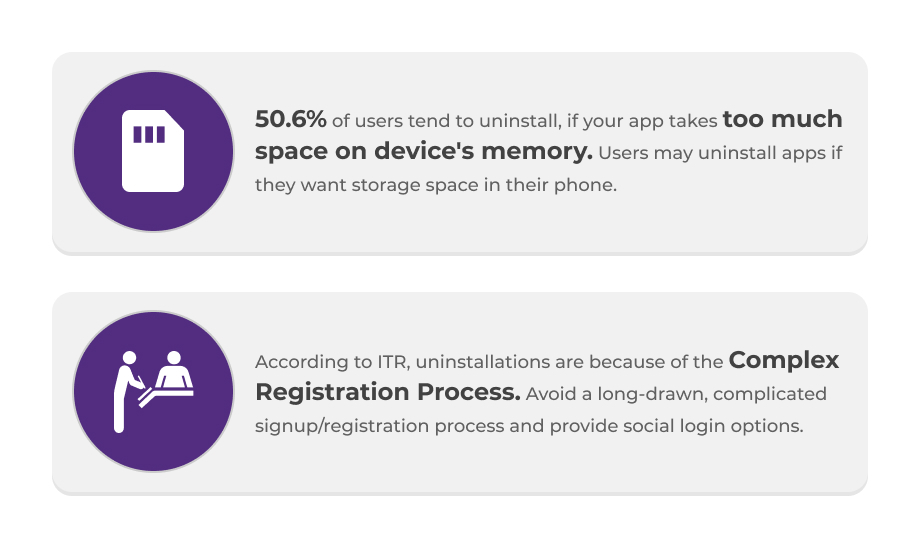 50.6% of users tend to uninstall, if your app takes too much
space on device's memory. Users may uninstall apps if
they want storage space in their phone.
According to ITR, uninstallations are because of the Complex
Registration Process. Avoid a long-drawn, complicated
signup/registration process and provide social login options.